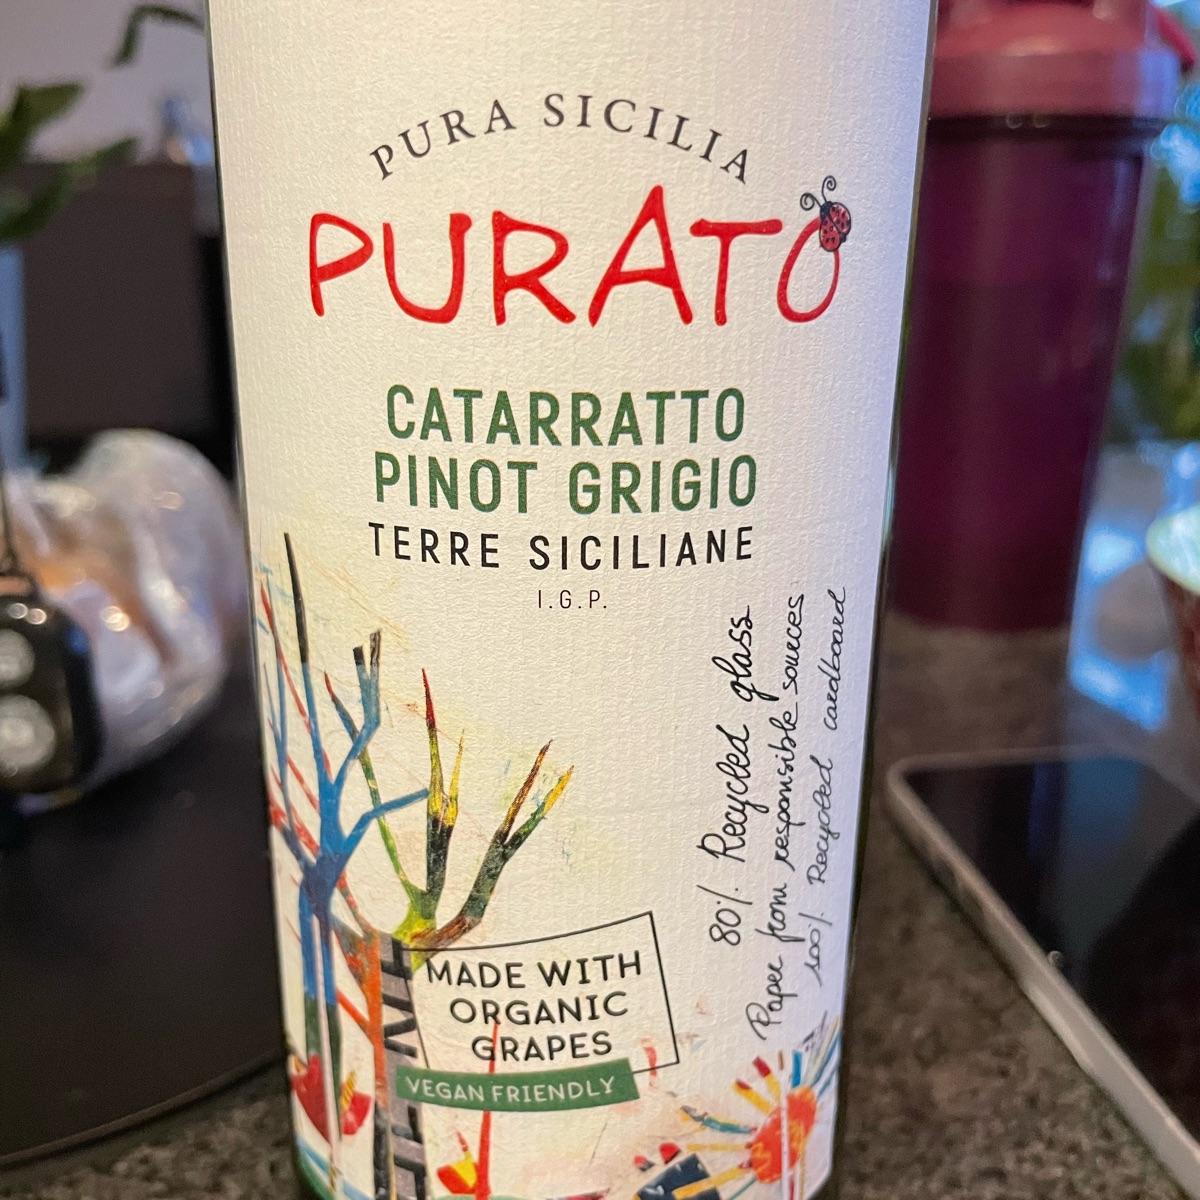 PURA SICILIA
PURATO
CATARRATTO
PINOT GRIGIO
TERRE SICILIANE
I.G.P.
80% Recycled glass
Paper from responsible sources
100% Recycled cardboard
MADE WITH
ORGANIC
GRAPES
VEGAN FRIENDLY